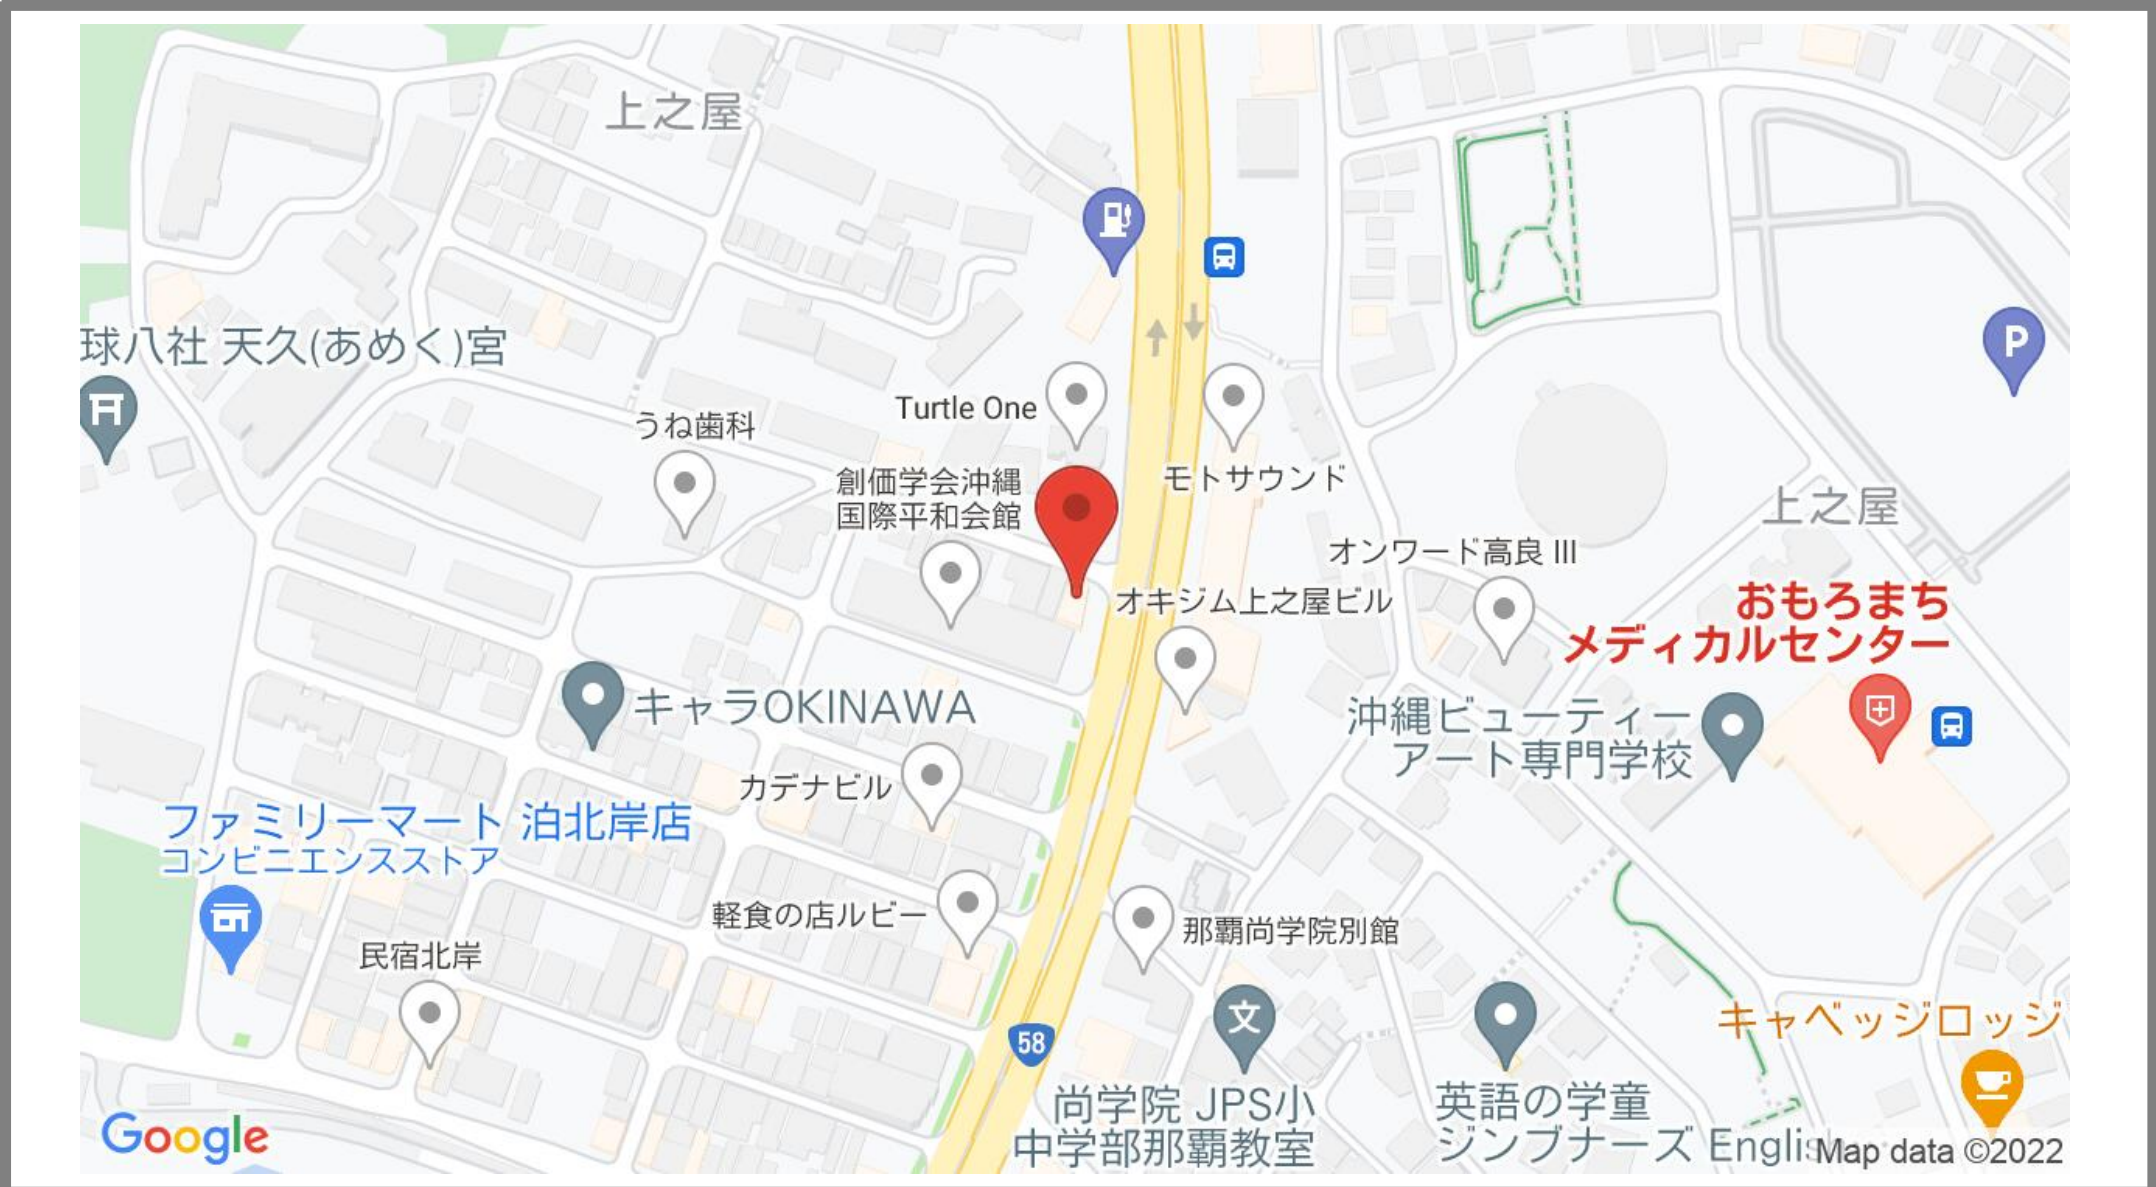 上之屋
球八社 天久(あめく)宮
Turtle One
うね歯科
創価学会沖縄
国際平和会館
モトサウンド
上之屋
オンワード高良 III
オキジム上之屋ビル
おもろまち
メディカルセンター
P
キャラOKINAWA
沖縄ビューティー
アート専門学校
カデナビル
ファミリーマート 泊北岸店
コンビニエンスストア
軽食の店ルビー
那覇尚学院別館
民宿北岸
文
58
キャベッジロッジ
尚学院 JPS小
中学部那覇教室
英語の学童
ジンブナーズ Englis
Google
Map data ©2022